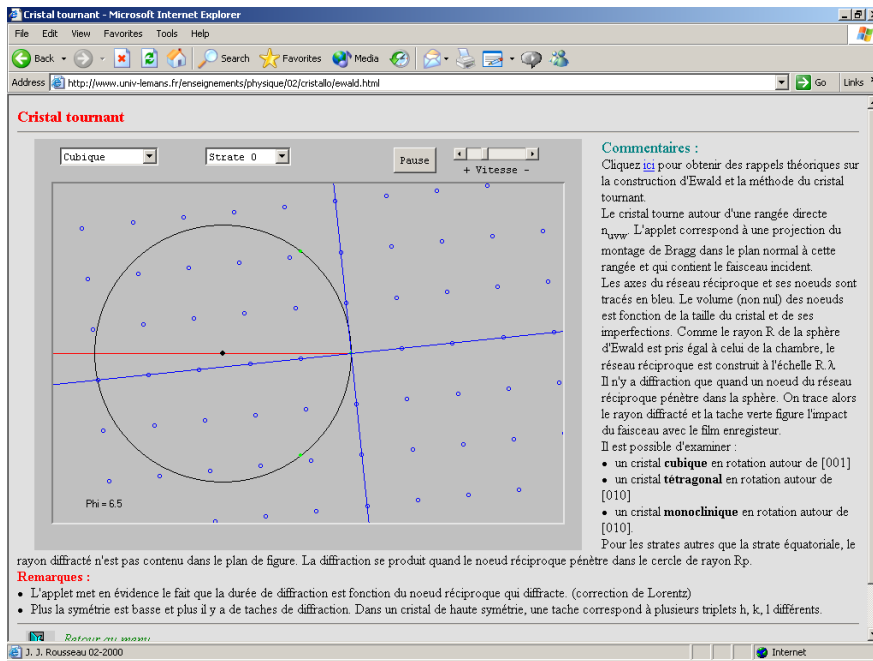 Cristal tournant - Microsoft Internet Explorer
File Edit View Favorites Tools Help
Back Search Favorites Media
Address http://www.univ-lemans.fr/enseignements/physique/02/cristallo/ewald.html Go Links
Cristal tournant
Cubique Strate 0 Pause
+ Vitesse -
Phi = 6.5
Commentaires :
Cliquez ici pour obtenir des rappels théoriques sur
la construction d'Ewald et la méthode du cristal
tournant.
Le cristal tourne autour d'une rangée directe
nuvw. L'applet correspond à une projection du
montage de Bragg dans le plan normal à cette
rangée et qui contient le faisceau incident.
Les axes du réseau réciproque et ses noeuds sont
tracés en bleu. Le volume (non nul) des noeuds
est fonction de la taille du cristal et de ses
imperfections. Comme le rayon R de la sphère
d'Ewald est pris égal à celui de la chambre, le
réseau réciproque est construit à l'échelle R.λ.
Il n'y a diffraction que quand un noeud du réseau
réciproque pénètre dans la sphère. On trace alors
le rayon diffracté et la tache verte figure l'impact
du faisceau avec le film enregisteur.
Il est possible d'examiner :
• un cristal cubique en rotation autour de [001]
• un cristal tétragonal en rotation autour de
[010]
• un cristal monoclinique en rotation autour de
[010].
Pour les strates autres que la strate équatoriale, le
rayon diffracté n'est pas contenu dans le plan de figure. La diffraction se produit quand le noeud réciproque pénètre dans le cercle de rayon Rp.
Remarques :
• L'applet met en évidence le fait que la durée de diffraction est fonction du noeud réciproque qui diffracte. (correction de Lorentz)
• Plus la symétrie est basse et plus il y a de taches de diffraction. Dans un cristal de haute symétrie, une tache correspond à plusieurs triplets h, k, l différents.
Retour au menu
J. J. Rousseau 02-2000 Internet